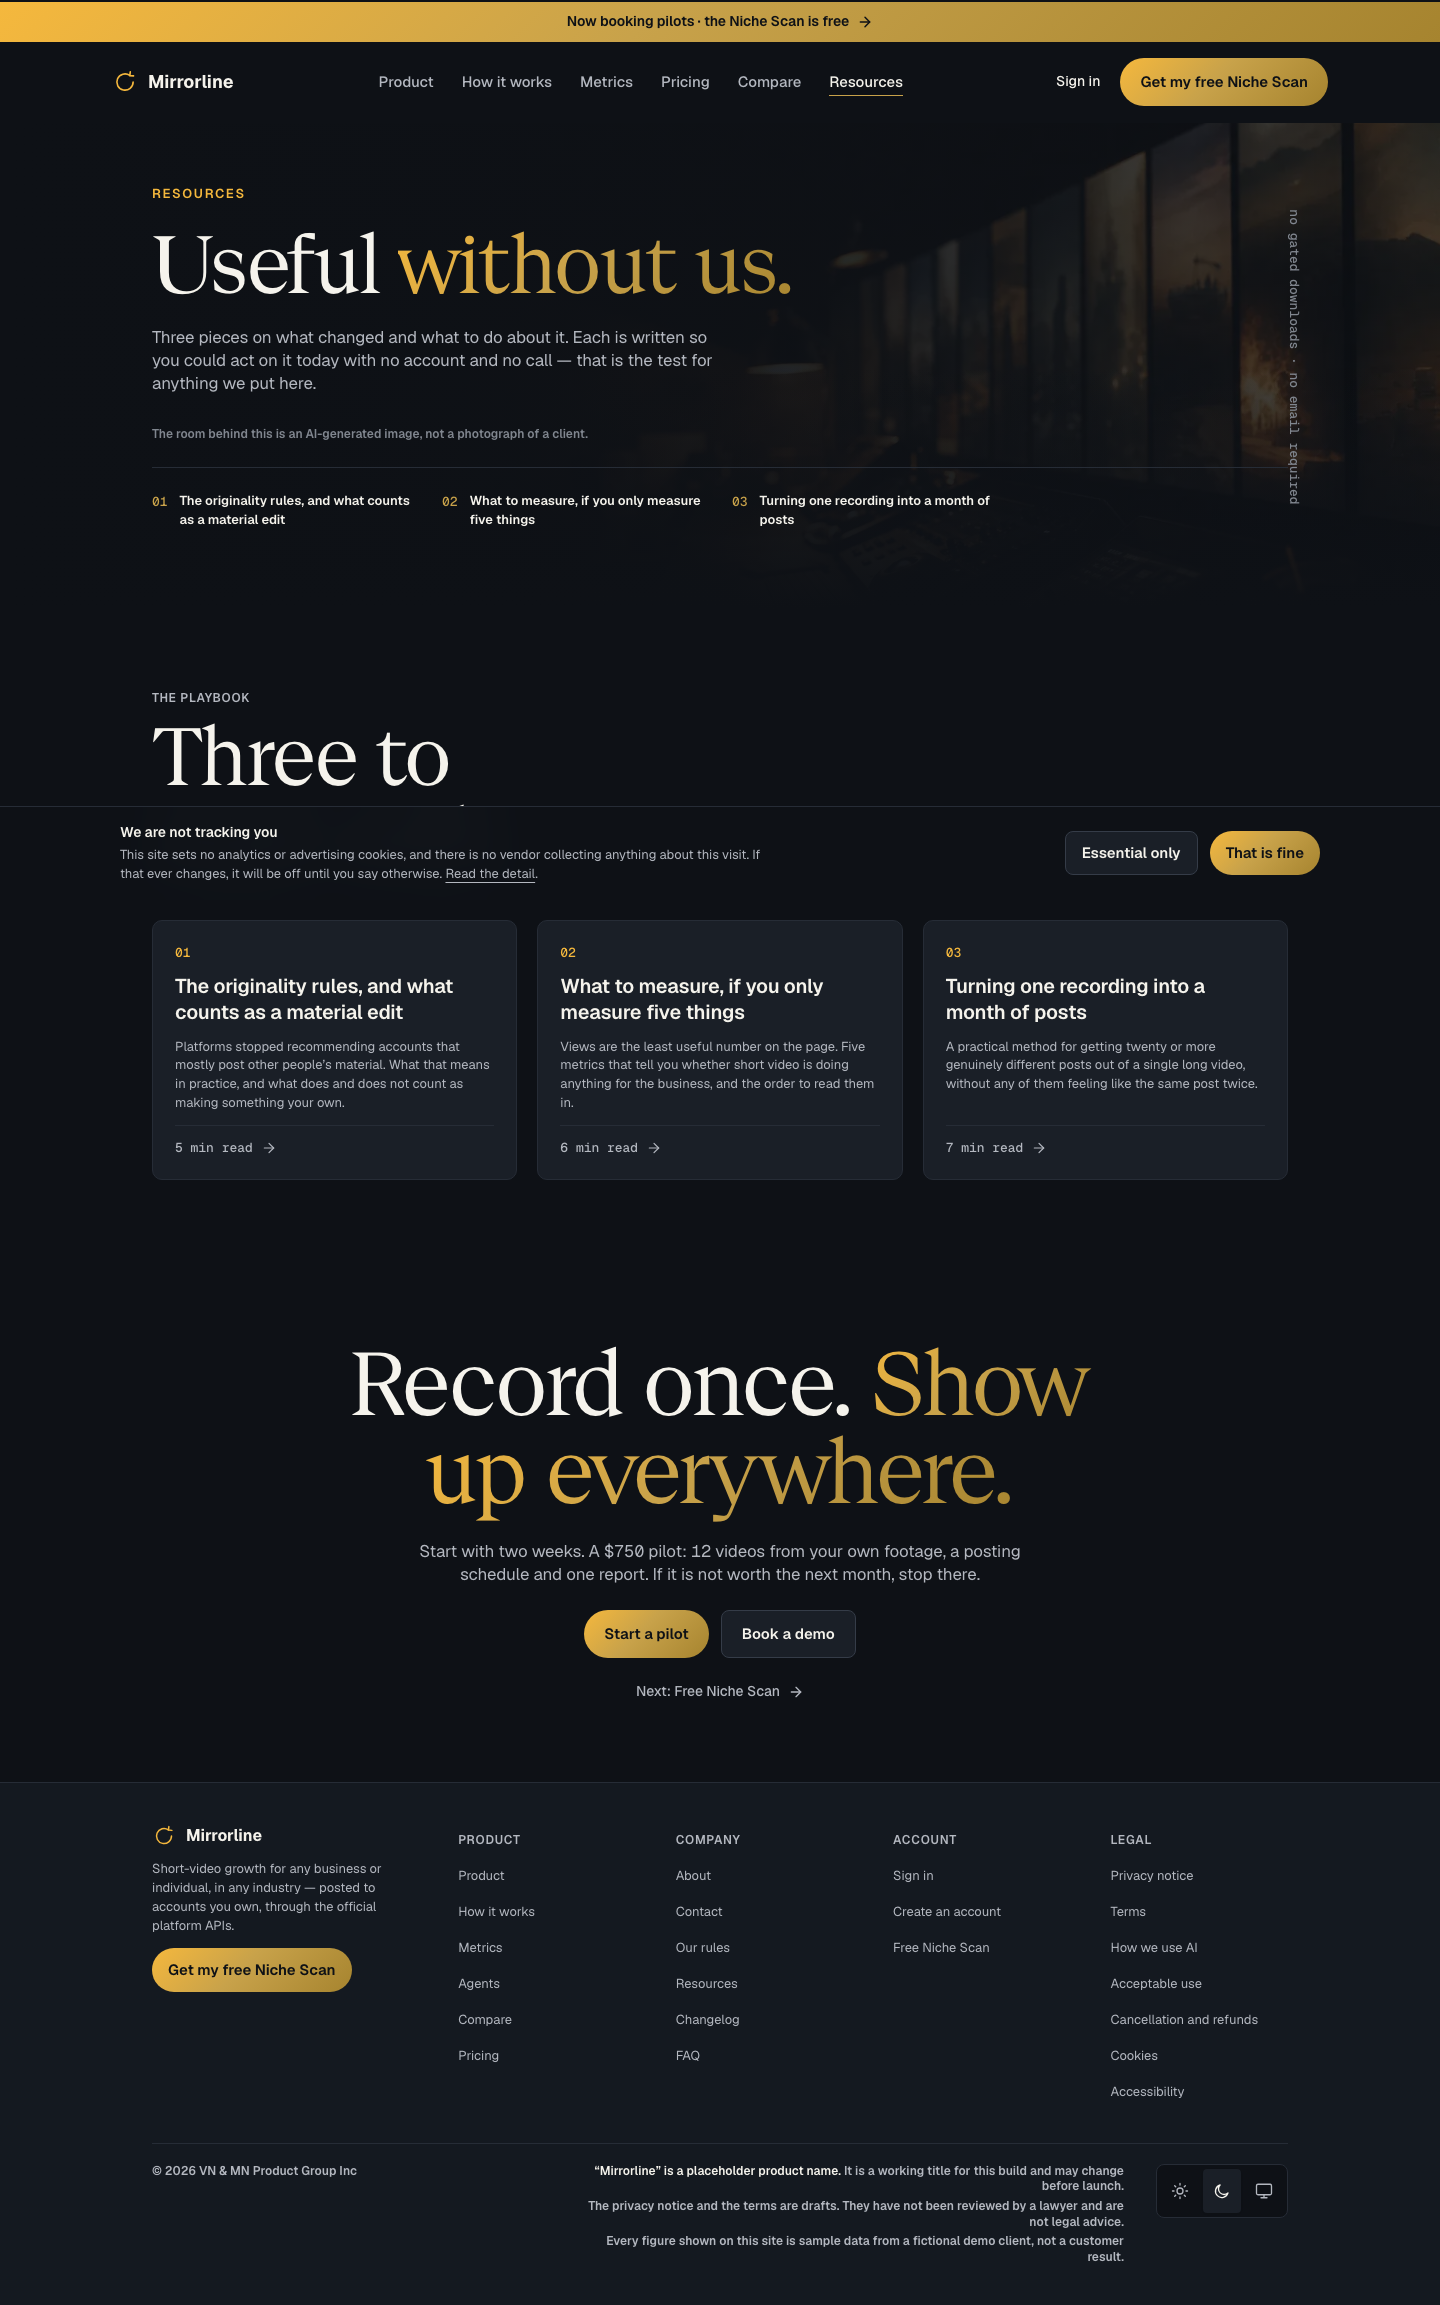 Now booking pilots · the Niche Scan is free
Mirrorline
Product
How it works
Metrics
Pricing
Compare
Resources
Sign in
Get my free Niche Scan
RESOURCES
Useful without us.
Three pieces on what changed and what to do about it. Each is written so
you could act on it today with no account and no call — that is the test for
anything we put here.
The room behind this is an AI-generated image, not a photograph of a client.
no gated downloads · no email required
01 The originality rules, and what counts
as a material edit
02 What to measure, if you only measure
five things
03 Turning one recording into a month of
posts
THE PLAYBOOK
Three to
We are not tracking you
This site sets no analytics or advertising cookies, and there is no vendor collecting anything about this visit. If
that ever changes, it will be off until you say otherwise. Read the detail.
Essential only
That is fine
01
The originality rules, and what
counts as a material edit
Platforms stopped recommending accounts that
mostly post other people’s material. What that means
in practice, and what does and does not count as
making something your own.
5 min read
02
What to measure, if you only
measure five things
Views are the least useful number on the page. Five
metrics that tell you whether short video is doing
anything for the business, and the order to read them
in.
6 min read
03
Turning one recording into a
month of posts
A practical method for getting twenty or more
genuinely different posts out of a single long video,
without any of them feeling like the same post twice.
7 min read
Record once. Show
up everywhere.
Start with two weeks. A $750 pilot: 12 videos from your own footage, a posting
schedule and one report. If it is not worth the next month, stop there.
Start a pilot
Book a demo
Next: Free Niche Scan
Mirrorline
Short-video growth for any business or
individual, in any industry — posted to
accounts you own, through the official
platform APIs.
Get my free Niche Scan
PRODUCT
Product
How it works
Metrics
Agents
Compare
Pricing
COMPANY
About
Contact
Our rules
Resources
Changelog
FAQ
ACCOUNT
Sign in
Create an account
Free Niche Scan
LEGAL
Privacy notice
Terms
How we use AI
Acceptable use
Cancellation and refunds
Cookies
Accessibility
© 2026 VN & MN Product Group Inc
“Mirrorline” is a placeholder product name. It is a working title for this build and may change
before launch.
The privacy notice and the terms are drafts. They have not been reviewed by a lawyer and are
not legal advice.
Every figure shown on this site is sample data from a fictional demo client, not a customer
result.